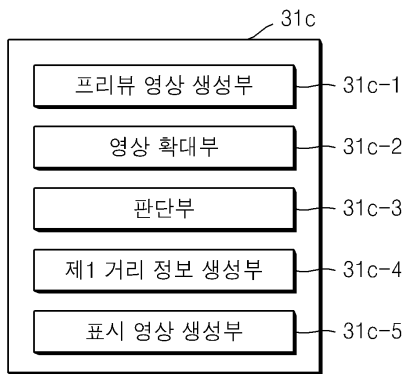 31c
프리뷰 영상 생성부 31c-1
영상 확대부 31c-2
판단부 31c-3
제1 거리 정보 생성부 31c-4
표시 영상 생성부 31c-5